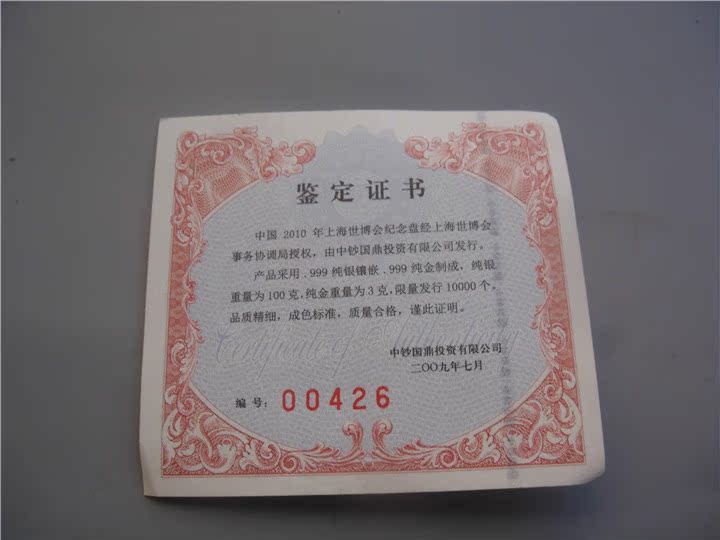 鉴定证书
中国 2010 年上海世博会纪念盘经上海世博会
事务协调局授权，由中钞国鼎投资有限公司发行。
产品采用 .999 纯银镶嵌 .999 纯金制成，纯银
重量为 100 克，纯金重量为 3 克，限量发行 10000 个。
品质精细，成色标准，质量合格，谨此证明。
中钞国鼎投资有限公司
二〇〇九年七月
编号：00426